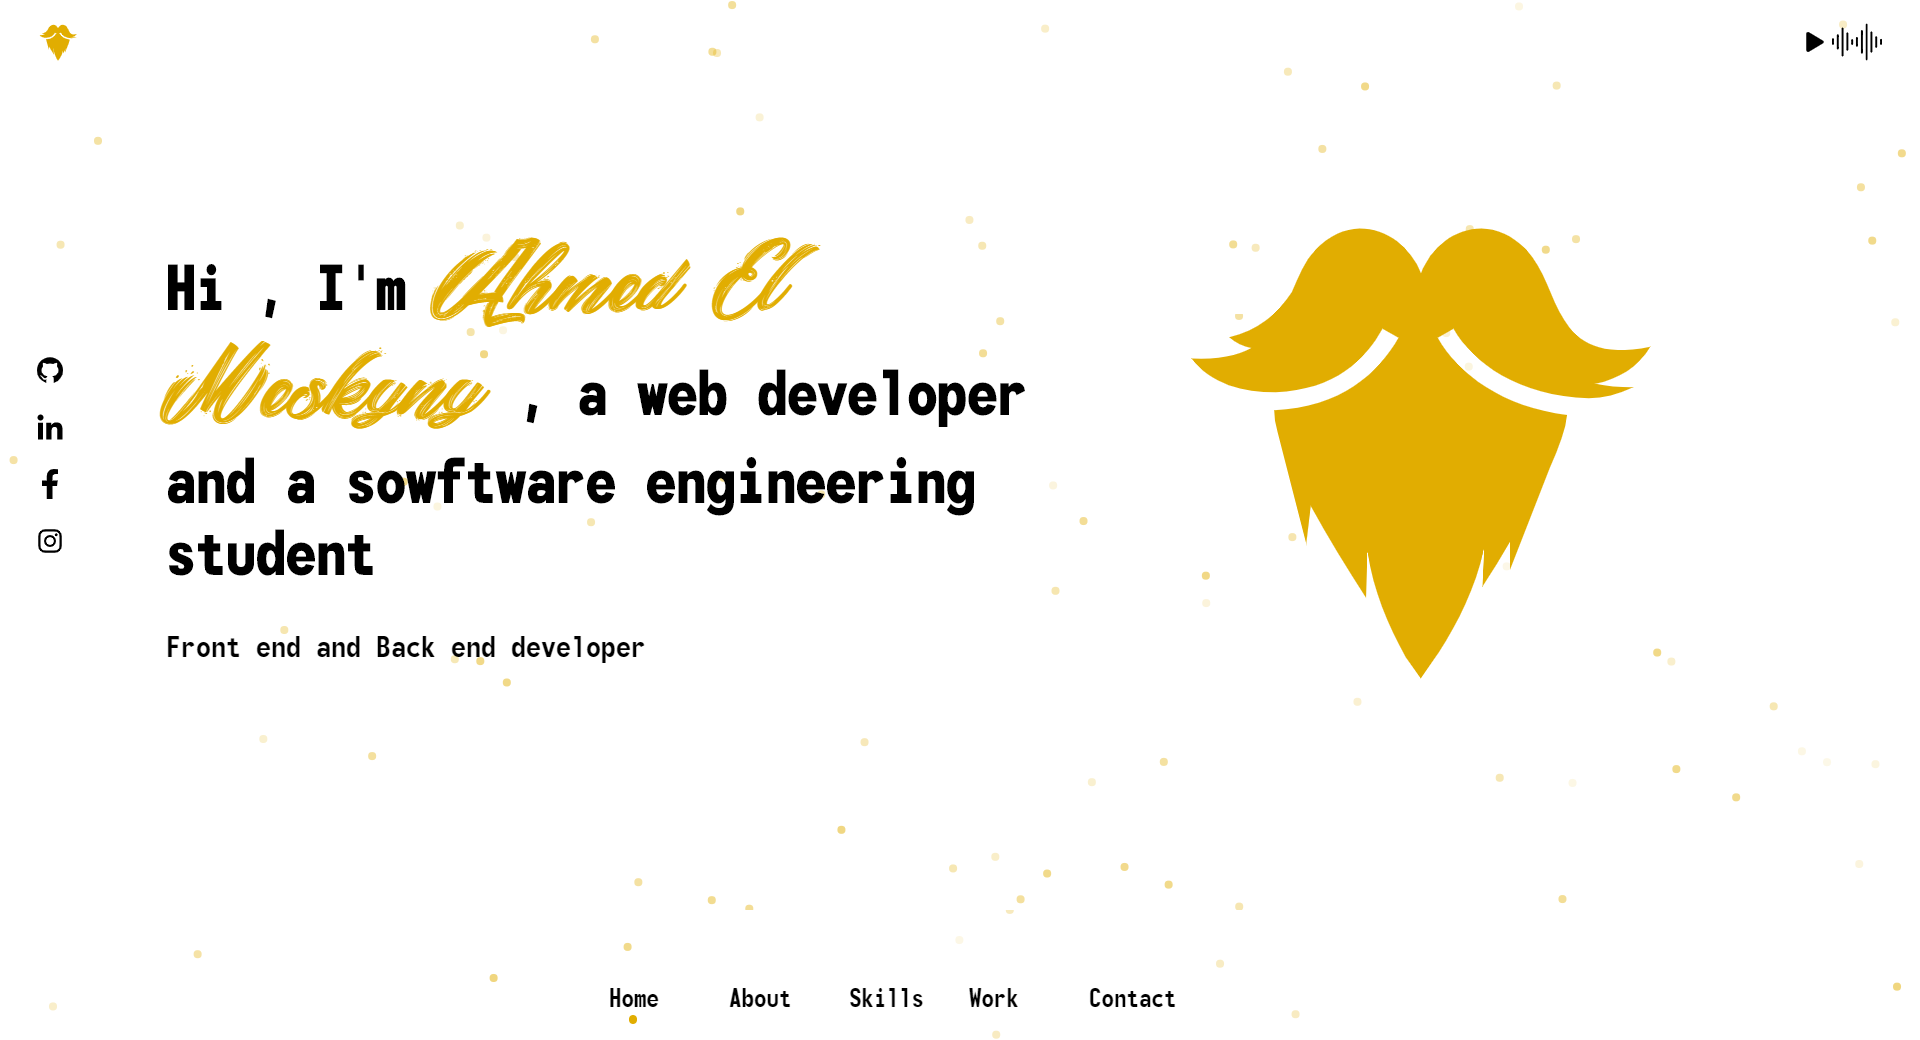 Hi , I'm Ahmed El
Meskyny , a web developer
and a sowftware engineering
student
Front end and Back end developer
Home About Skills Work Contact